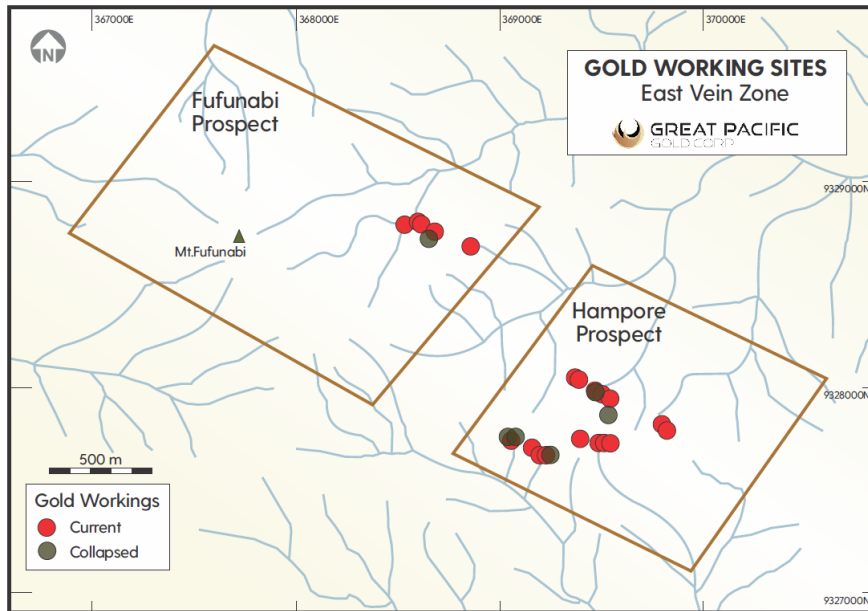 367000E
368000E
369000E
370000E
N
GOLD WORKING SITES
East Vein Zone
GREAT PACIFIC
GOLD CORP
Fufunabi
Prospect
9329000N
Mt.Fufunabi
Hampore
Prospect
9328000N
500 m
Gold Workings
Current
Collapsed
9327000N